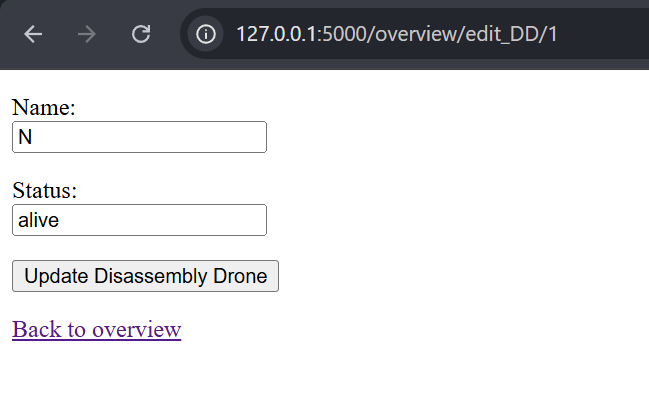 127.0.0.1:5000/overview/edit_DD/1
Name:
N
Status:
alive
Update Disassembly Drone
Back to overview